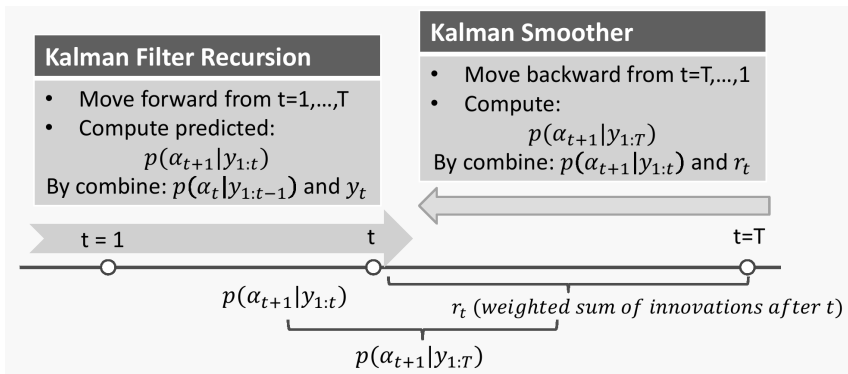 Kalman Filter Recursion
• Move forward from t=1,…,T
• Compute predicted:
p(α_{t+1}|y_{1:t})
By combine: p(α_t|y_{1:t−1}) and y_t
Kalman Smoother
• Move backward from t=T,…,1
• Compute:
p(α_{t+1}|y_{1:T})
By combine: p(α_{t+1}|y_{1:t}) and r_t
t = 1
t
t=T
p(α_{t+1}|y_{1:t})
r_t (weighted sum of innovations after t)
p(α_{t+1}|y_{1:T})